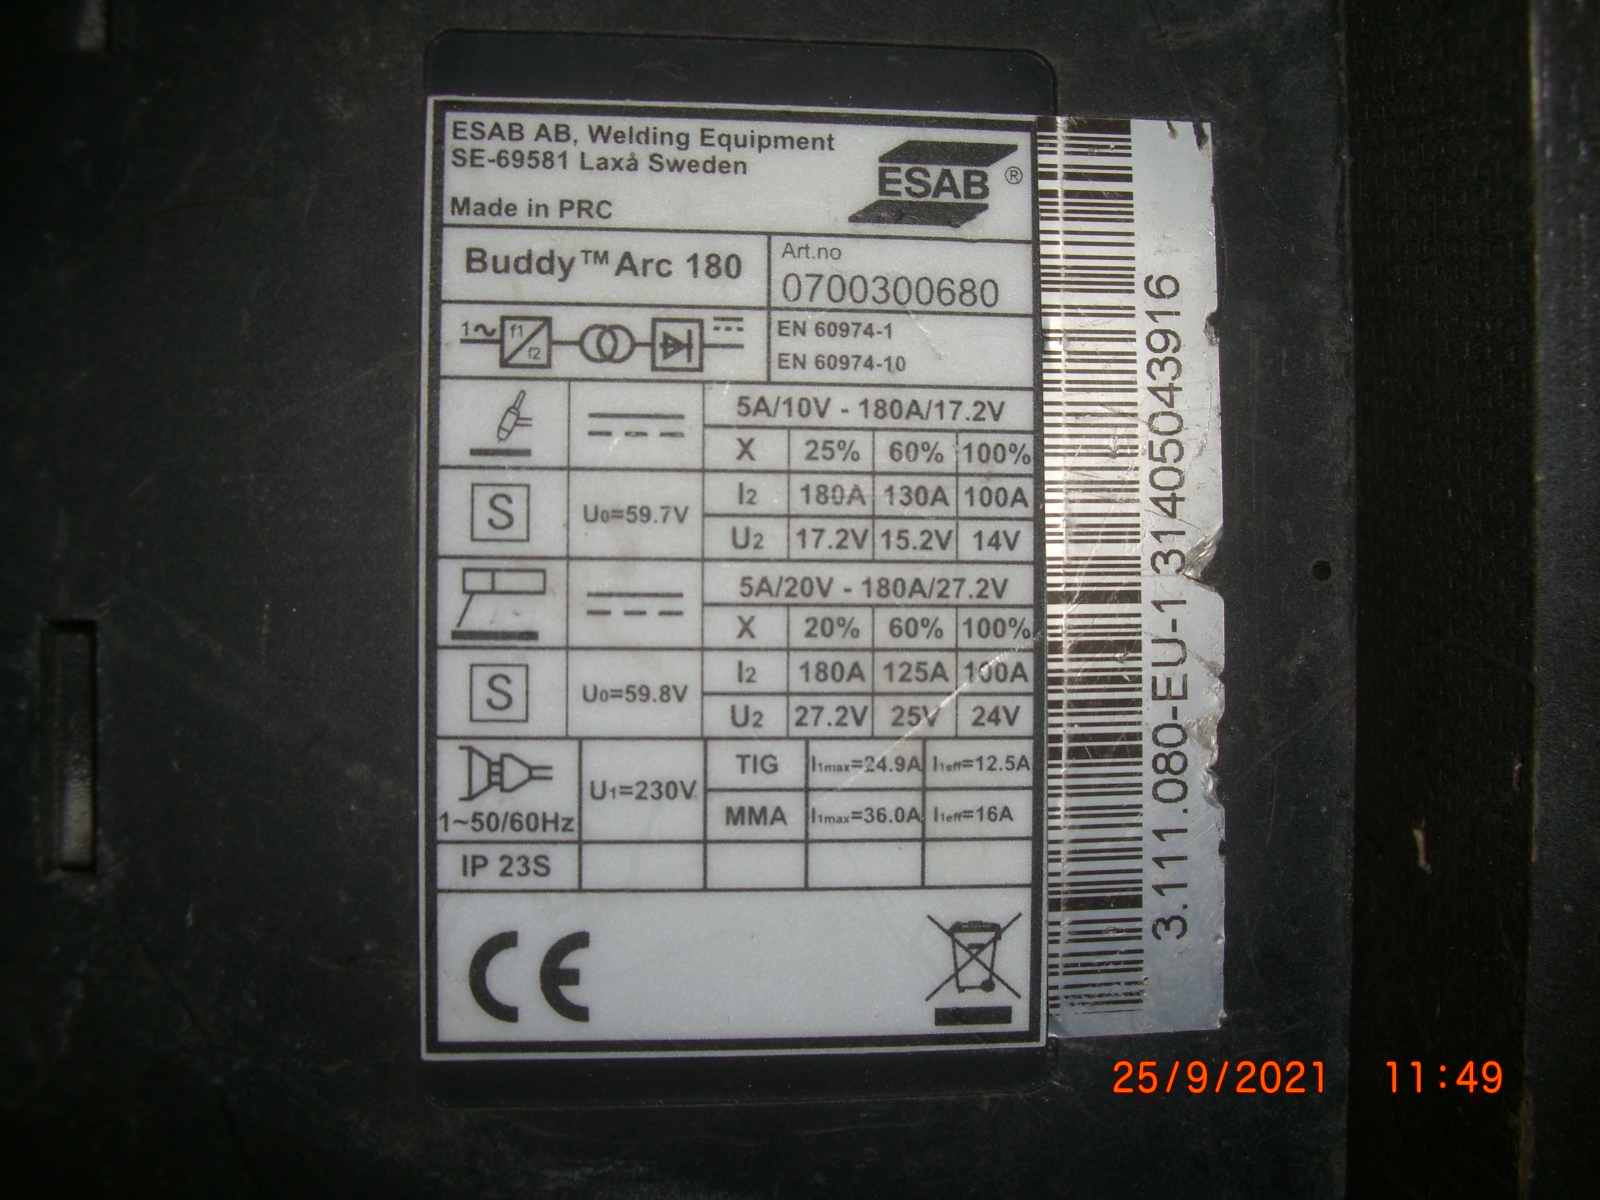 ESAB AB, Welding Equipment
SE-69581 Laxå Sweden
Made in PRC
ESAB ®
Buddy™ Arc 180
Art.no
0700300680
1~ f1 f2
EN 60974-1
EN 60974-10
5A/10V - 180A/17.2V
X 25% 60% 100%
S U0=59.7V
I2 180A 130A 100A
U2 17.2V 15.2V 14V
5A/20V - 180A/27.2V
X 20% 60% 100%
S U0=59.8V
I2 180A 125A 100A
U2 27.2V 25V 24V
1~50/60Hz
U1=230V
TIG I1max=24.9A I1eff=12.5A
MMA I1max=36.0A I1eff=16A
IP 23S
CE
3.111.080-EU-131405043916
25/9/2021 11:49